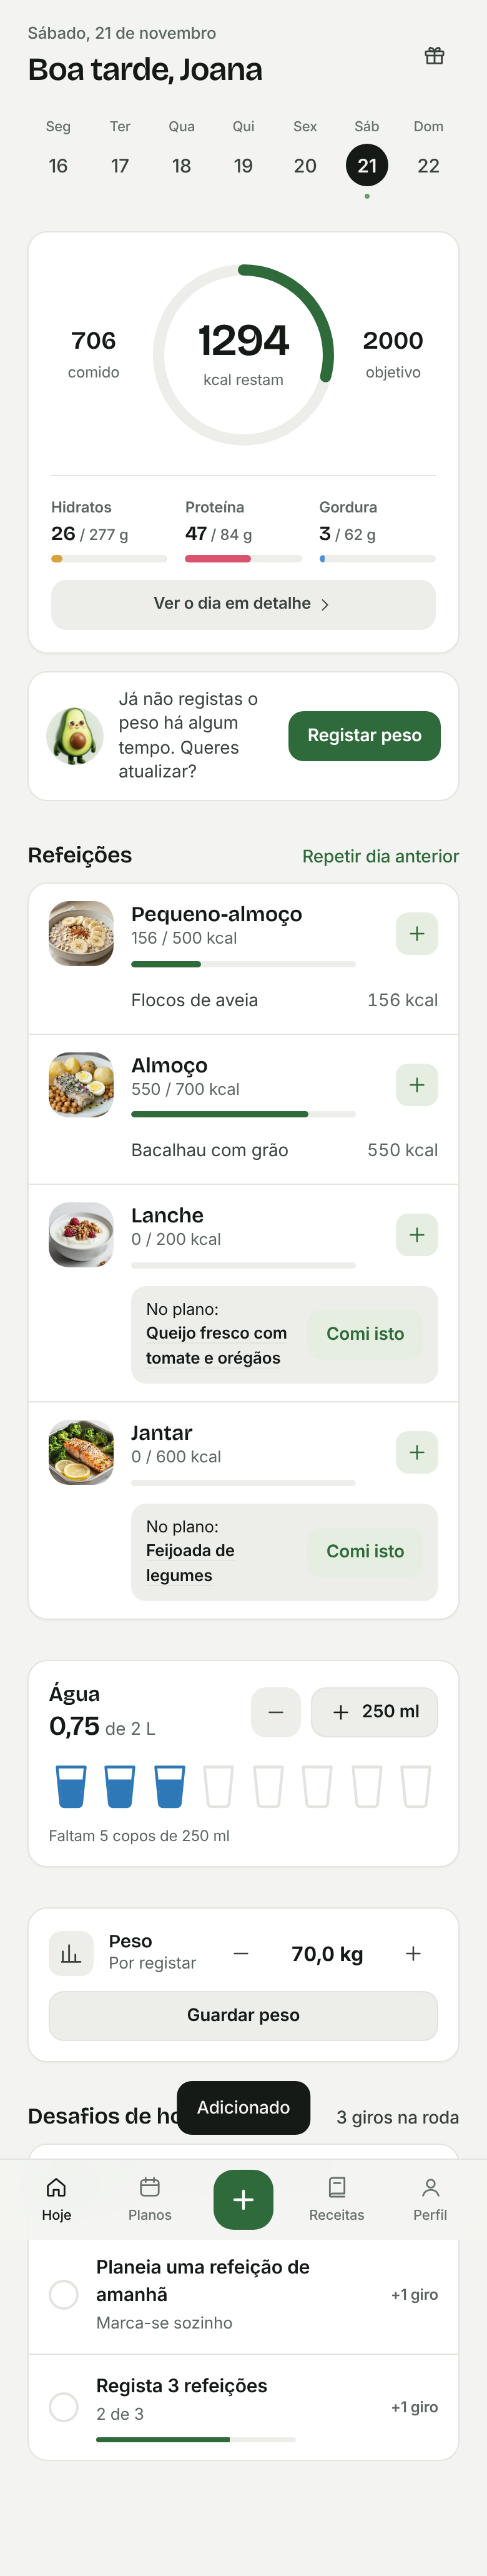 Sábado, 21 de novembro
Boa tarde, Joana
Seg Ter Qua Qui Sex Sáb Dom
16 17 18 19 20 21 22
706
comido
1294
kcal restam
2000
objetivo
Hidratos Proteína Gordura
26 / 277 g 47 / 84 g 3 / 62 g
Ver o dia em detalhe
Já não registas o
peso há algum
tempo. Queres
atualizar?
Registar peso
Refeições
Repetir dia anterior
Pequeno-almoço
156 / 500 kcal
Flocos de aveia 156 kcal
Almoço
550 / 700 kcal
Bacalhau com grão 550 kcal
Lanche
0 / 200 kcal
No plano:
Queijo fresco com
tomate e orégãos
Comi isto
Jantar
0 / 600 kcal
No plano:
Feijoada de
legumes
Comi isto
Água
0,75 de 2 L
250 ml
Faltam 5 copos de 250 ml
Peso
Por registar
70,0 kg
Guardar peso
Desafios de
Adicionado
3 giros na roda
Hoje Planos Receitas Perfil
Planeia uma refeição de
amanhã
Marca-se sozinho
+1 giro
Regista 3 refeições
2 de 3
+1 giro